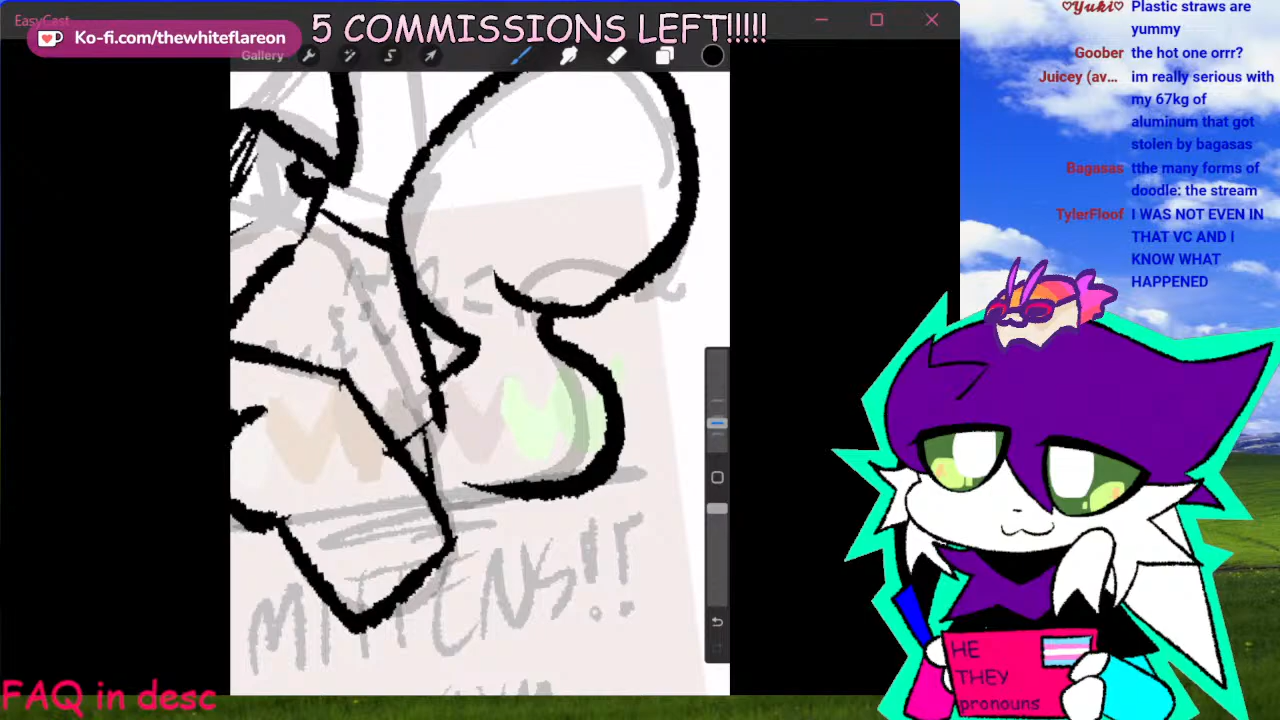 EasyCast
Ko-fi.com/thewhiteflareon
5 COMMISSIONS LEFT!!!!!
Gallery
MITTENS!!
♡Yuki♡ Plastic straws are
yummy
Goober the hot one orrr?
Juicey (av... im really serious with
my 67kg of
aluminum that got
stolen by bagasas
Bagasas tthe many forms of
doodle: the stream
TylerFloof I WAS NOT EVEN IN
THAT VC AND I
KNOW WHAT
HAPPENED
HE
THEY
pronouns
FAQ in desc